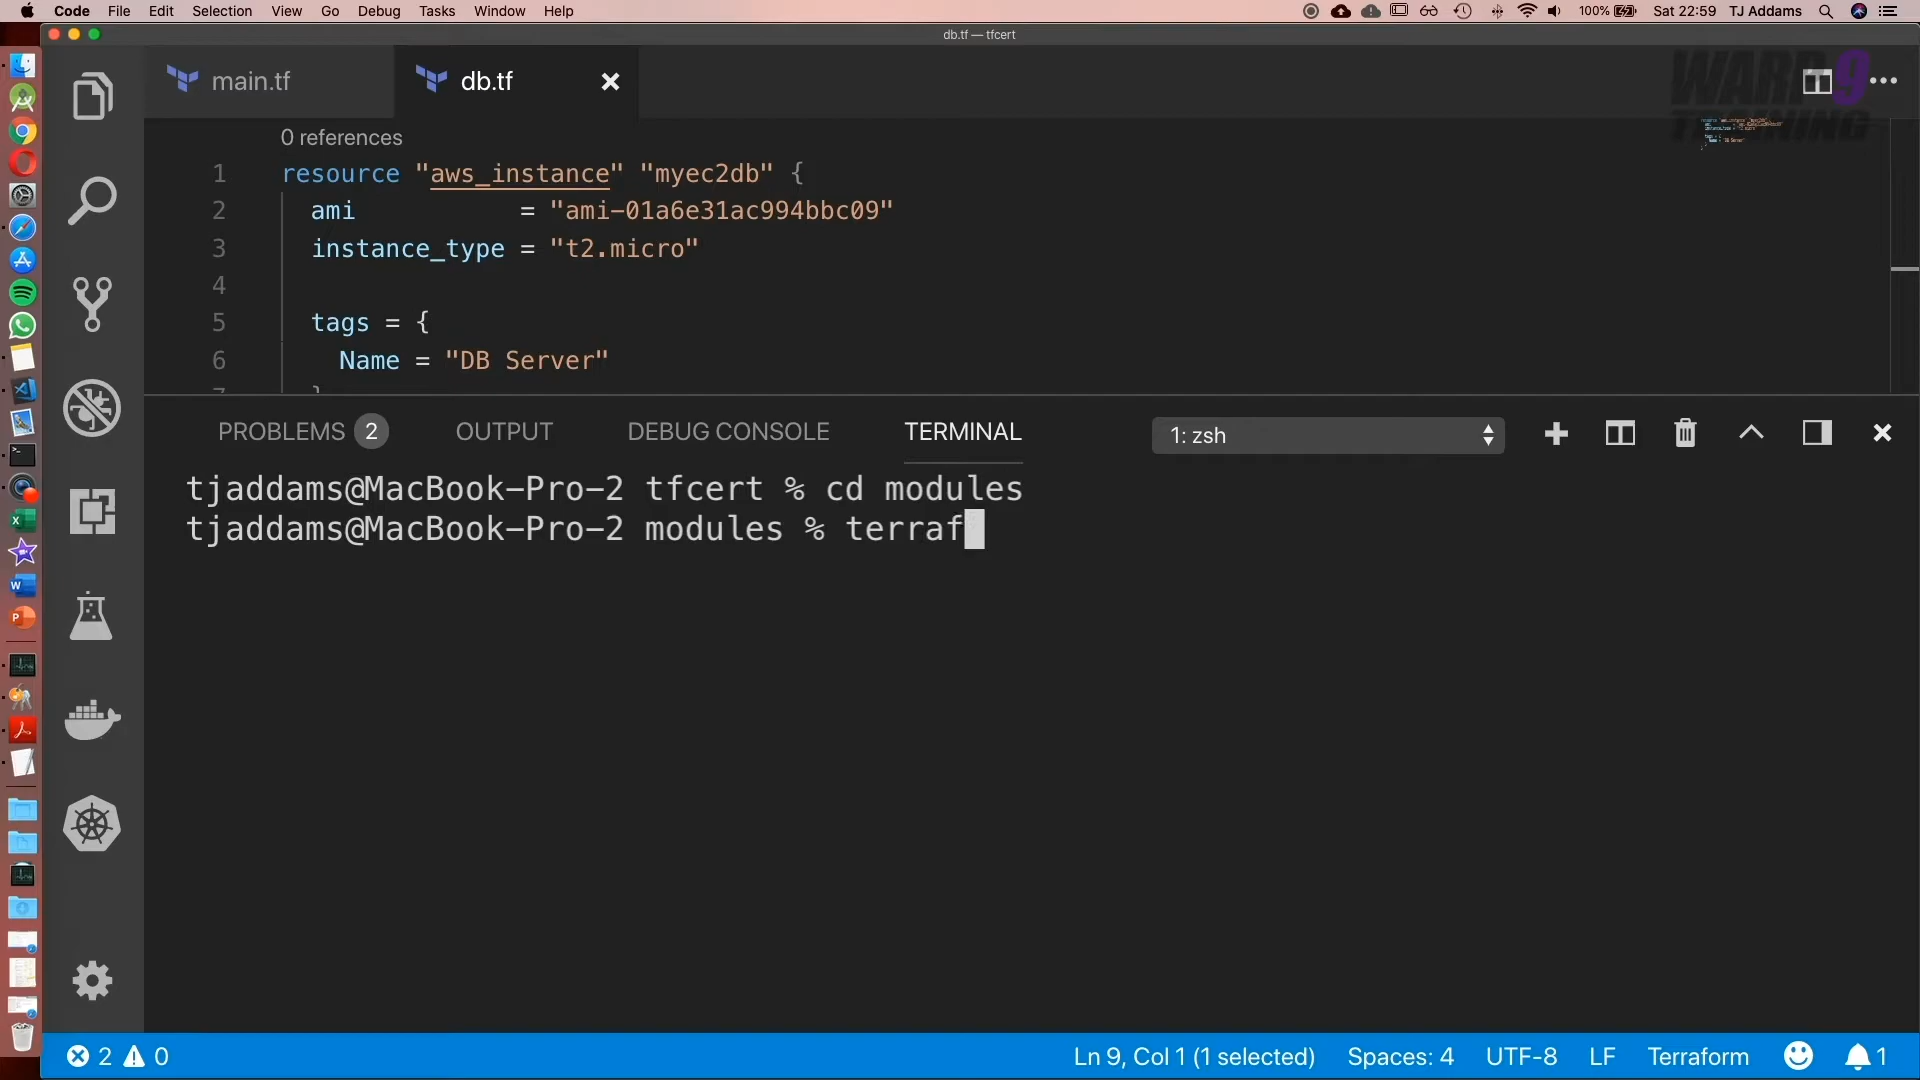 Code File Edit Selection View Go Debug Tasks Window Help 100% Sat 22:59 TJ Addams
db.tf — tfcert
main.tf db.tf
WARP 9
TRAINING
0 references
1 resource "aws_instance" "myec2db" {
2 ami = "ami-01a6e31ac994bbc09"
3 instance_type = "t2.micro"
4
5 tags = {
6 Name = "DB Server"
7 }
PROBLEMS 2 OUTPUT DEBUG CONSOLE TERMINAL 1: zsh
tjaddams@MacBook-Pro-2 tfcert % cd modules
tjaddams@MacBook-Pro-2 modules % terraf
2 0 Ln 9, Col 1 (1 selected) Spaces: 4 UTF-8 LF Terraform 1